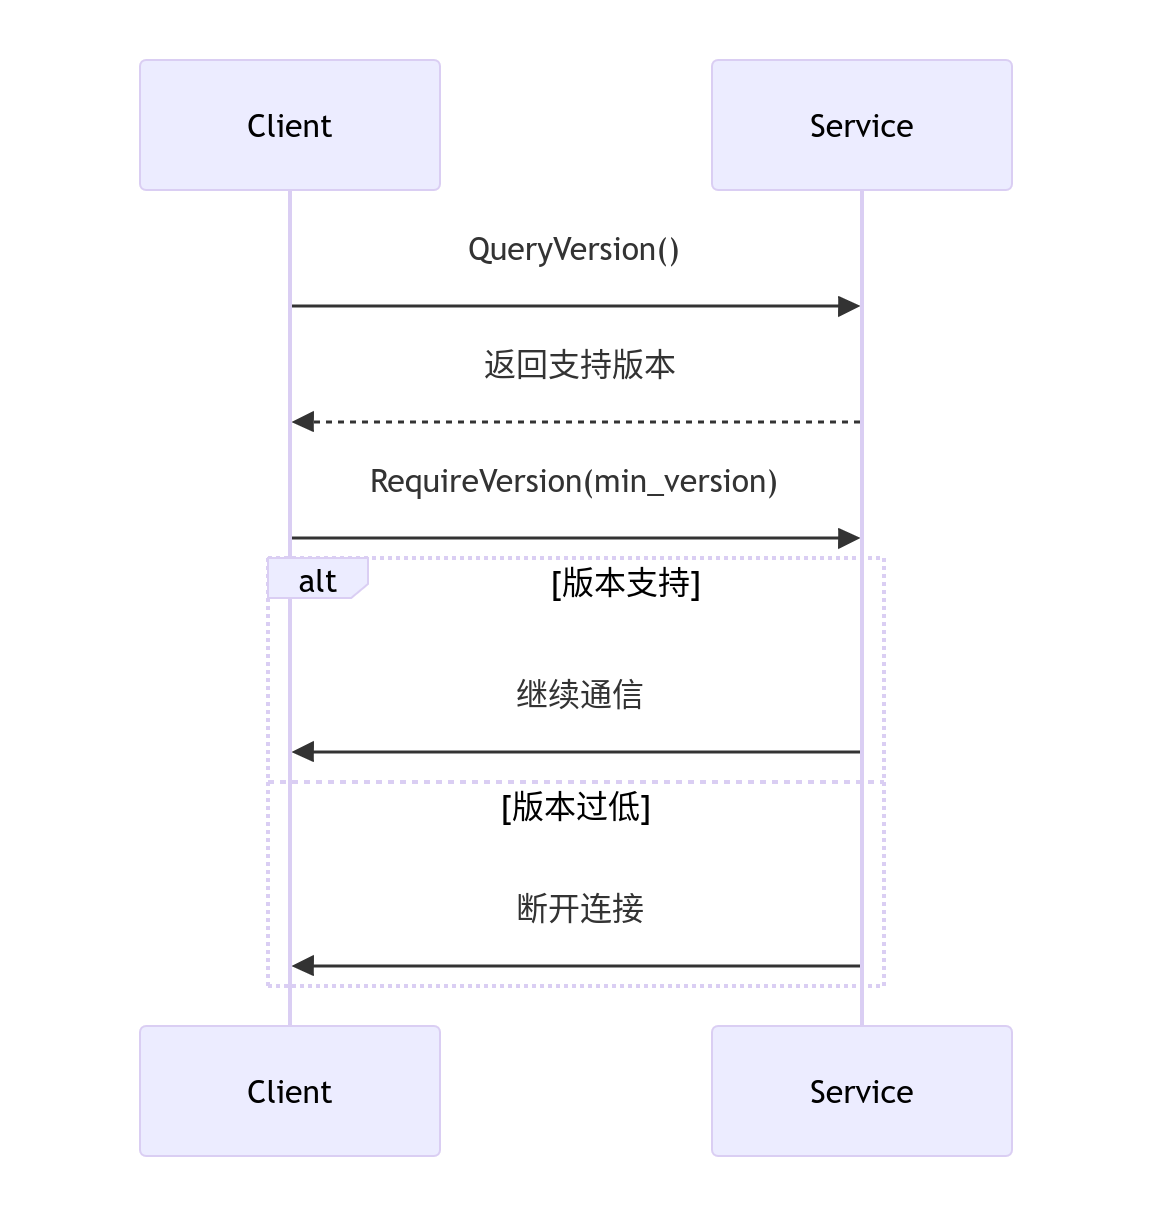 Client
Service
QueryVersion()
返回支持版本
RequireVersion(min_version)
alt
[版本支持]
继续通信
[版本过低]
断开连接
Client
Service